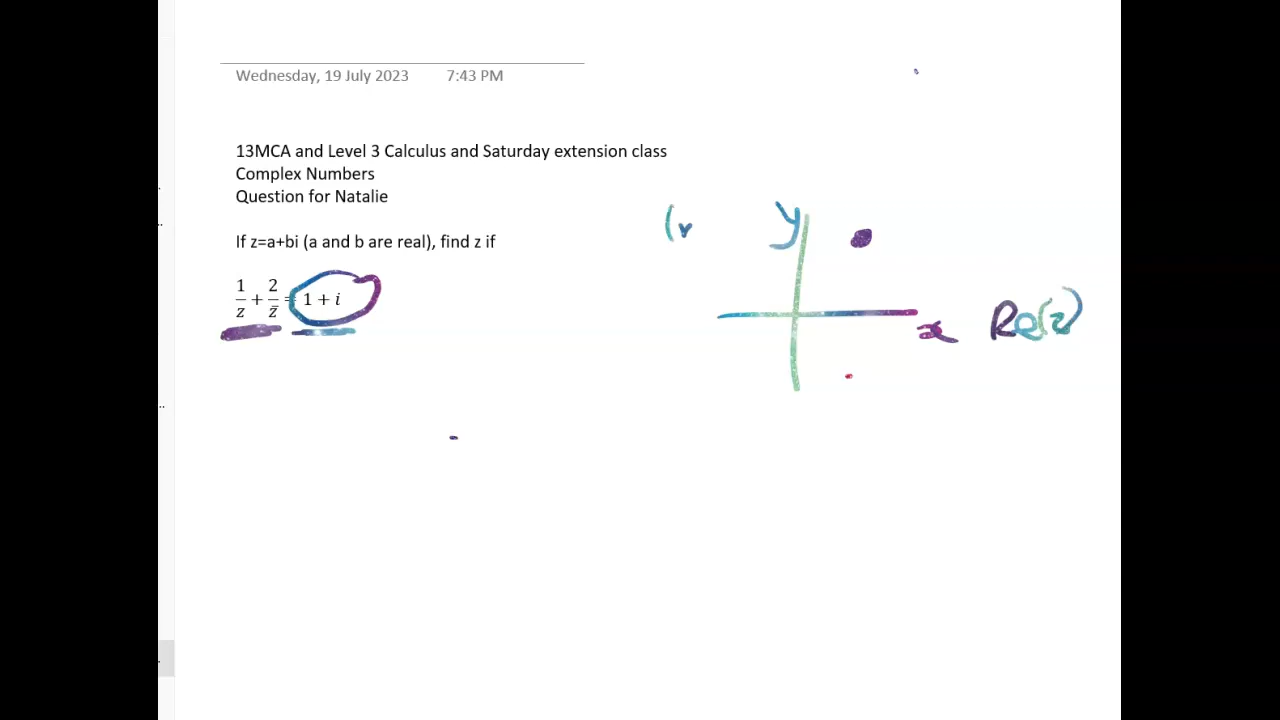 Wednesday, 19 July 2023 7:43 PM
13MCA and Level 3 Calculus and Saturday extension class
Complex Numbers
Question for Natalie
If z=a+bi (a and b are real), find z if
1/z + 2/z̄ = 1 + i
y
x Re(z)